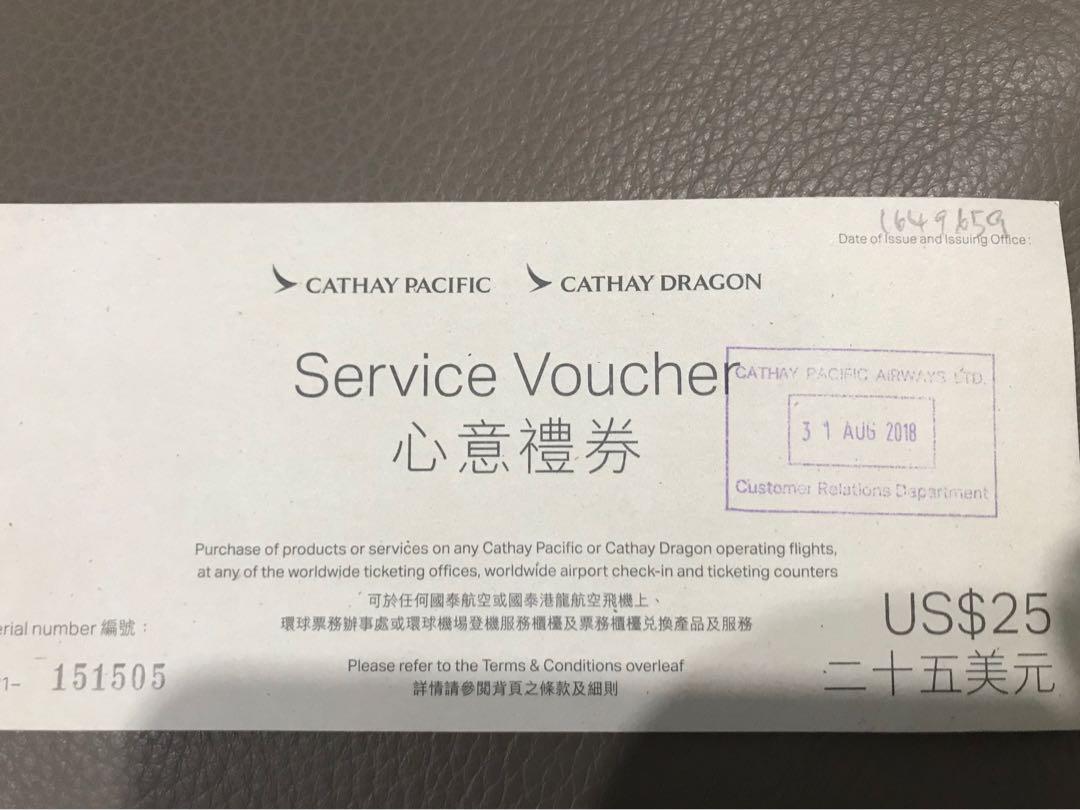 1649659
Date of Issue and Issuing Office:
CATHAY PACIFIC CATHAY DRAGON
Service Voucher
心意禮券
CATHAY PACIFIC AIRWAYS LTD.
3 1 AUG 2018
Customer Relations Department
Purchase of products or services on any Cathay Pacific or Cathay Dragon operating flights,
at any of the worldwide ticketing offices, worldwide airport check-in and ticketing counters
可於任何國泰航空或國泰港龍航空飛機上、
環球票務辦事處或環球機場登機服務櫃檯及票務櫃檯兌換產品及服務
US$25
二十五美元
erial number 編號：
1- 151505
Please refer to the Terms & Conditions overleaf
詳情請參閱背頁之條款及細則